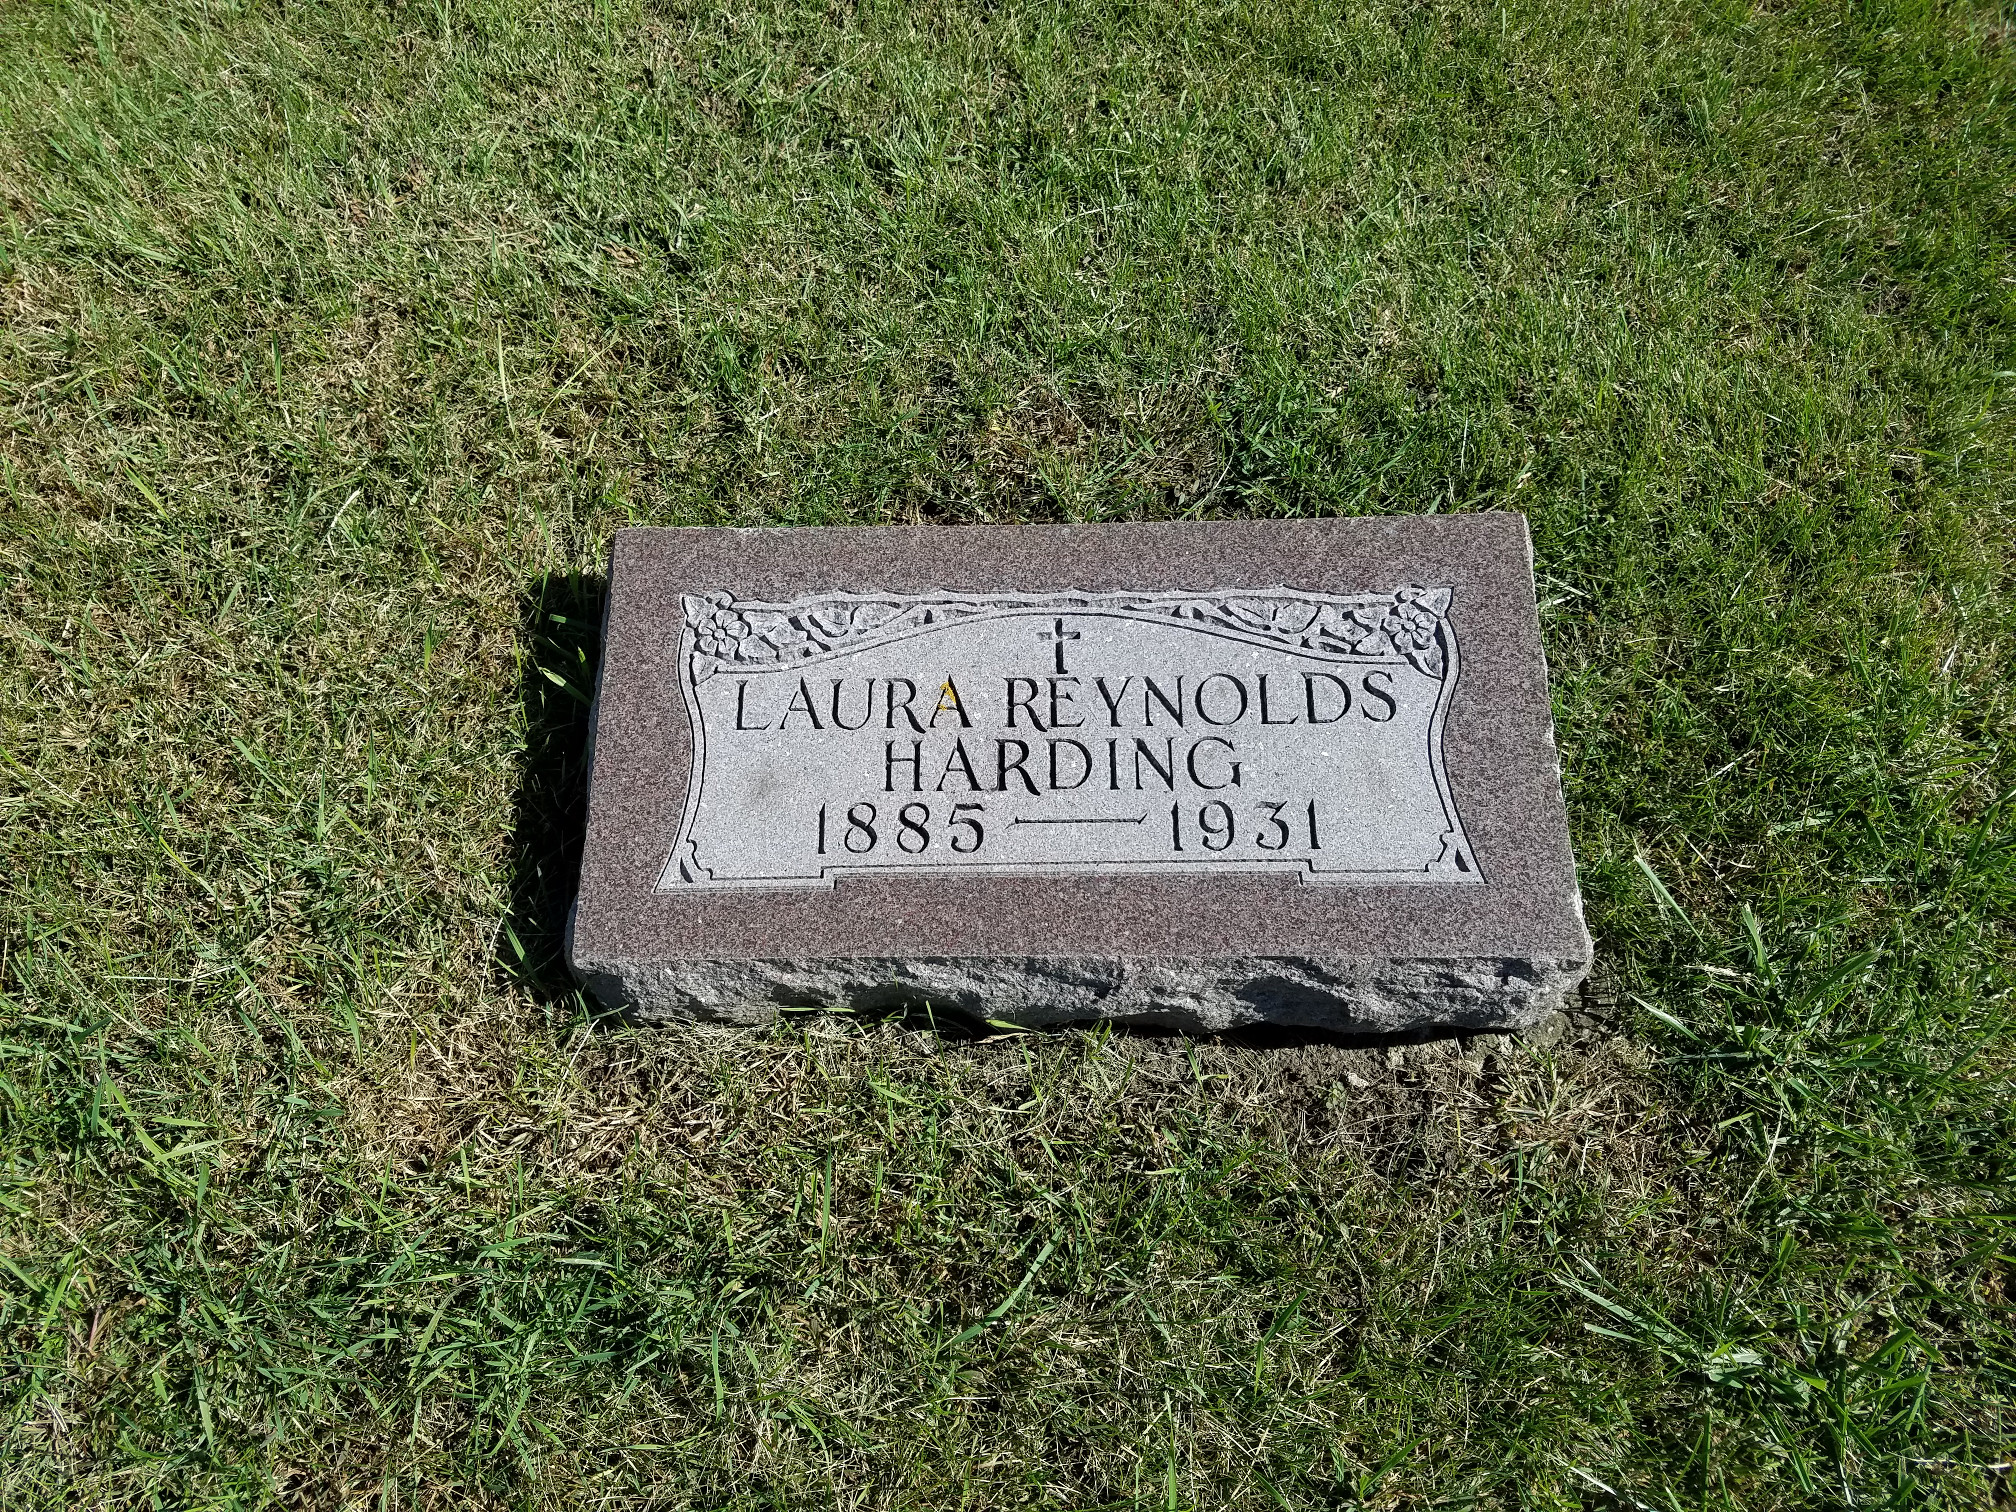 LAURA REYNOLDS
HARDING
1885 — 1931